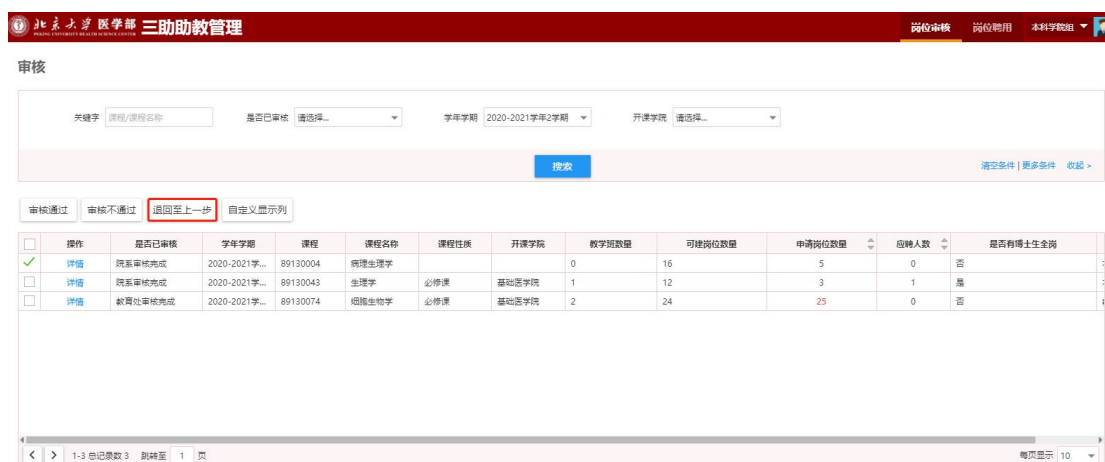 北京大学医学部 三助助教管理 岗位审核 岗位聘用 本科学院组
PEKING UNIVERSITY HEALTH SCIENCE CENTER
审核
关键字 课程/课程名称 是否已审核 请选择... 学年学期 2020-2021学年2学期 开课学院 请选择...
搜索 清空条件 | 更多条件 收起
审核通过 审核不通过 退回至上一步 自定义显示列
操作 是否已审核 学年学期 课程 课程名称 课程性质 开课学院 教学班数量 可建岗位数量 申请岗位数量 应聘人数 是否有博士生全岗
详情 院系审核完成 2020-2021学... 89130004 病理生理学 0 16 5 0 否
详情 院系审核完成 2020-2021学... 89130043 生理学 必修课 基础医学院 1 12 3 1 是
详情 教育处审核完成 2020-2021学... 89130074 细胞生物学 必修课 基础医学院 2 24 25 0 否
1-3 总记录数 3 跳转至 1 页 每页显示 10